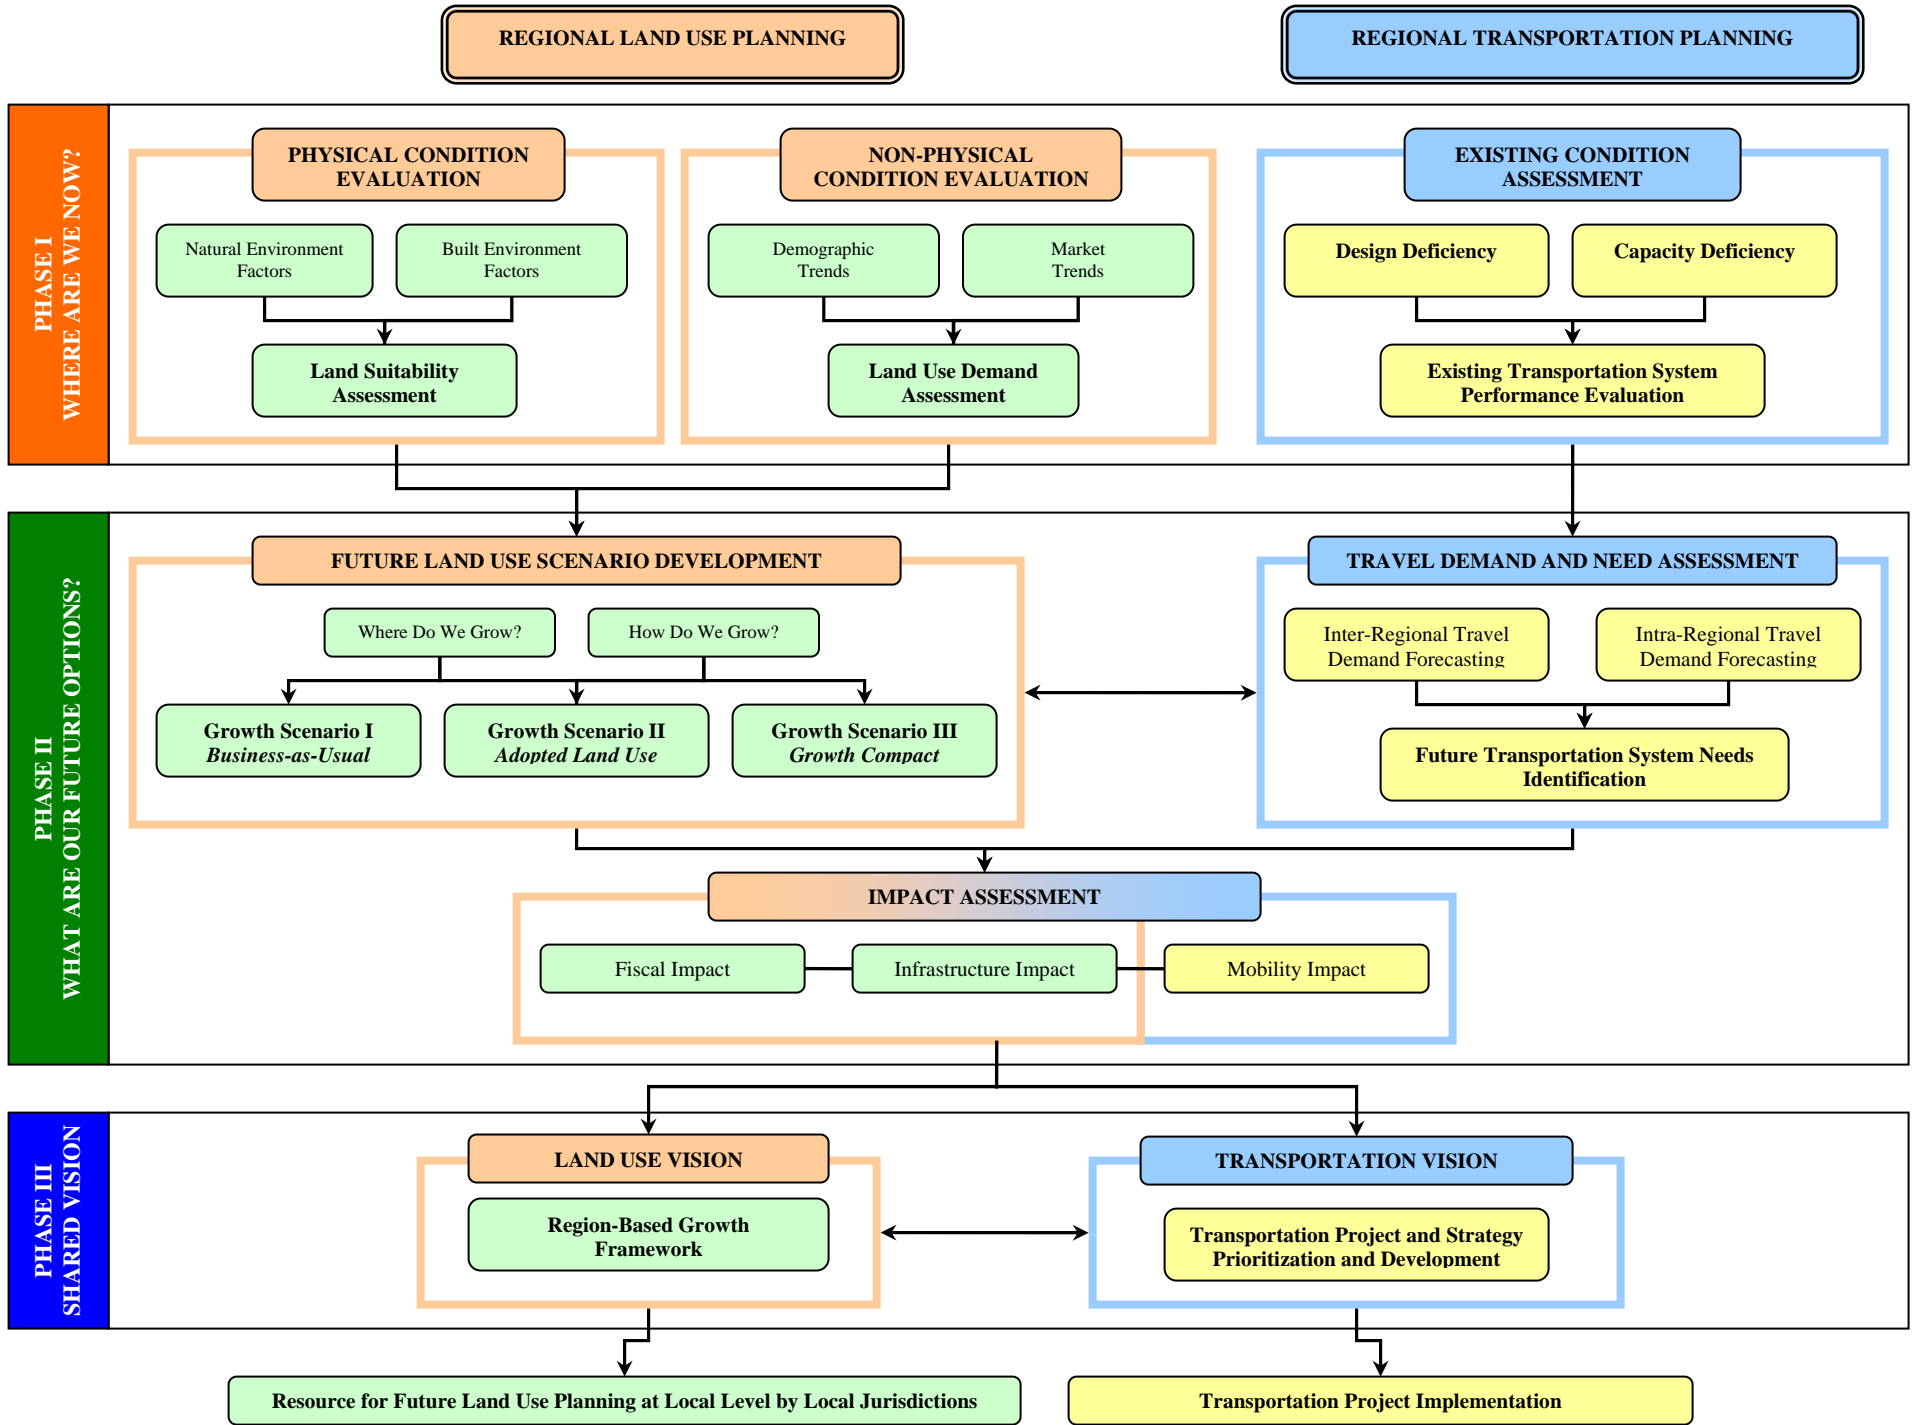 REGIONAL LAND USE PLANNING
REGIONAL TRANSPORTATION PLANNING
PHASE I
WHERE ARE WE NOW?
PHYSICAL CONDITION
EVALUATION
Natural Environment
Factors
Built Environment
Factors
Land Suitability
Assessment
NON-PHYSICAL
CONDITION EVALUATION
Demographic
Trends
Market
Trends
Land Use Demand
Assessment
EXISTING CONDITION
ASSESSMENT
Design Deficiency
Capacity Deficiency
Existing Transportation System
Performance Evaluation
PHASE II
WHAT ARE OUR FUTURE OPTIONS?
FUTURE LAND USE SCENARIO DEVELOPMENT
Where Do We Grow?
How Do We Grow?
Growth Scenario I
Business-as-Usual
Growth Scenario II
Adopted Land Use
Growth Scenario III
Growth Compact
TRAVEL DEMAND AND NEED ASSESSMENT
Inter-Regional Travel
Demand Forecasting
Intra-Regional Travel
Demand Forecasting
Future Transportation System Needs
Identification
IMPACT ASSESSMENT
Fiscal Impact
Infrastructure Impact
Mobility Impact
PHASE III
SHARED VISION
LAND USE VISION
Region-Based Growth
Framework
TRANSPORTATION VISION
Transportation Project and Strategy
Prioritization and Development
Resource for Future Land Use Planning at Local Level by Local Jurisdictions
Transportation Project Implementation